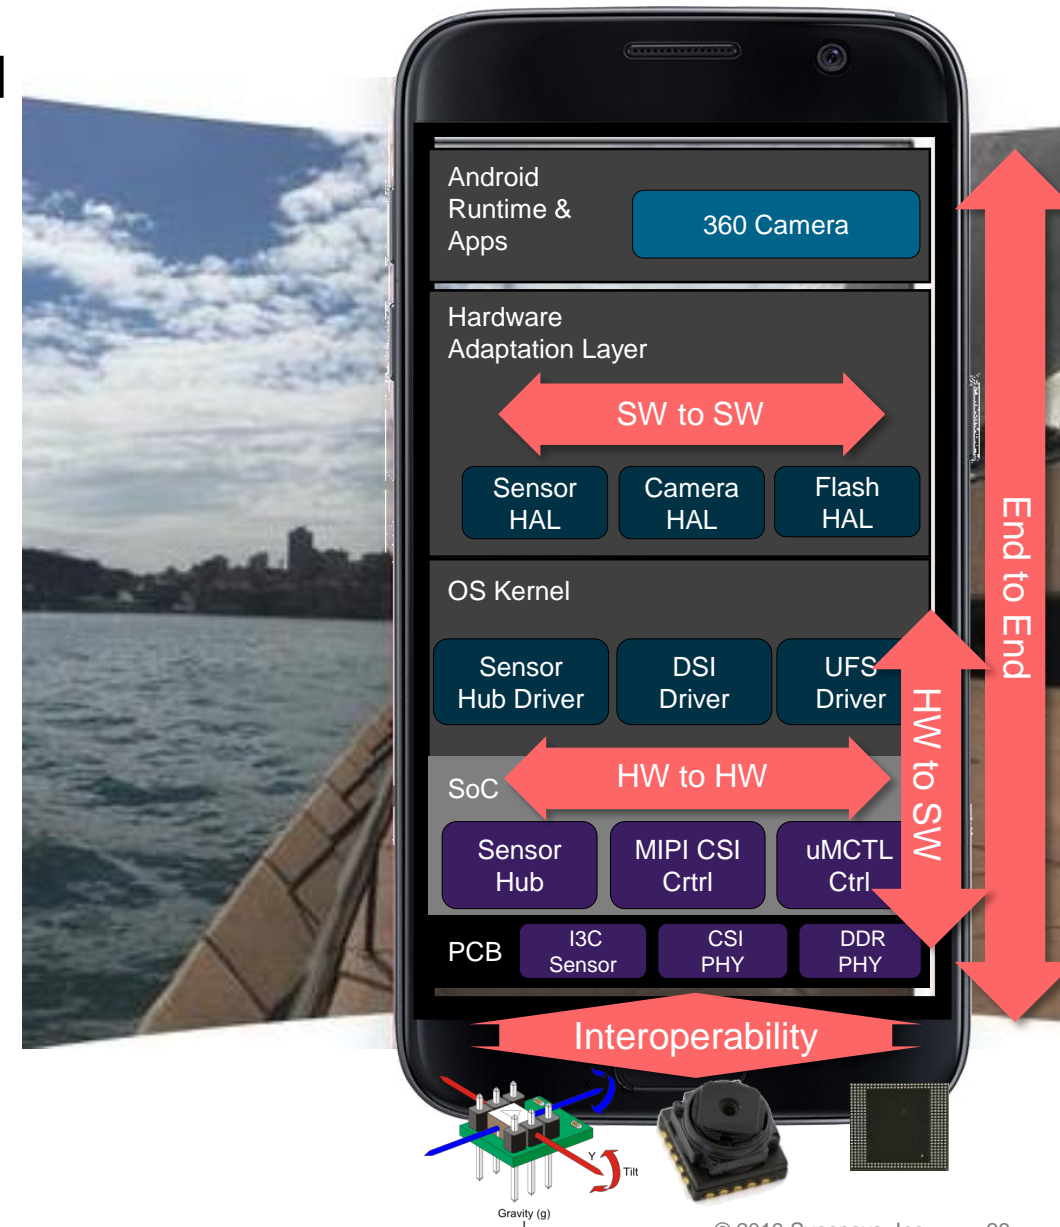 Android
Runtime &
Apps
360 Camera
Hardware
Adaptation Layer
SW to SW
Sensor
HAL
Camera
HAL
Flash
HAL
End to End
OS Kernel
Sensor
Hub Driver
DSI
Driver
UFS
Driver
HW to SW
SoC
HW to HW
Sensor
Hub
MIPI CSI
Crtrl
uMCTL
Ctrl
PCB
I3C
Sensor
CSI
PHY
DDR
PHY
Interoperability
Y
Tilt
Gravity (g)